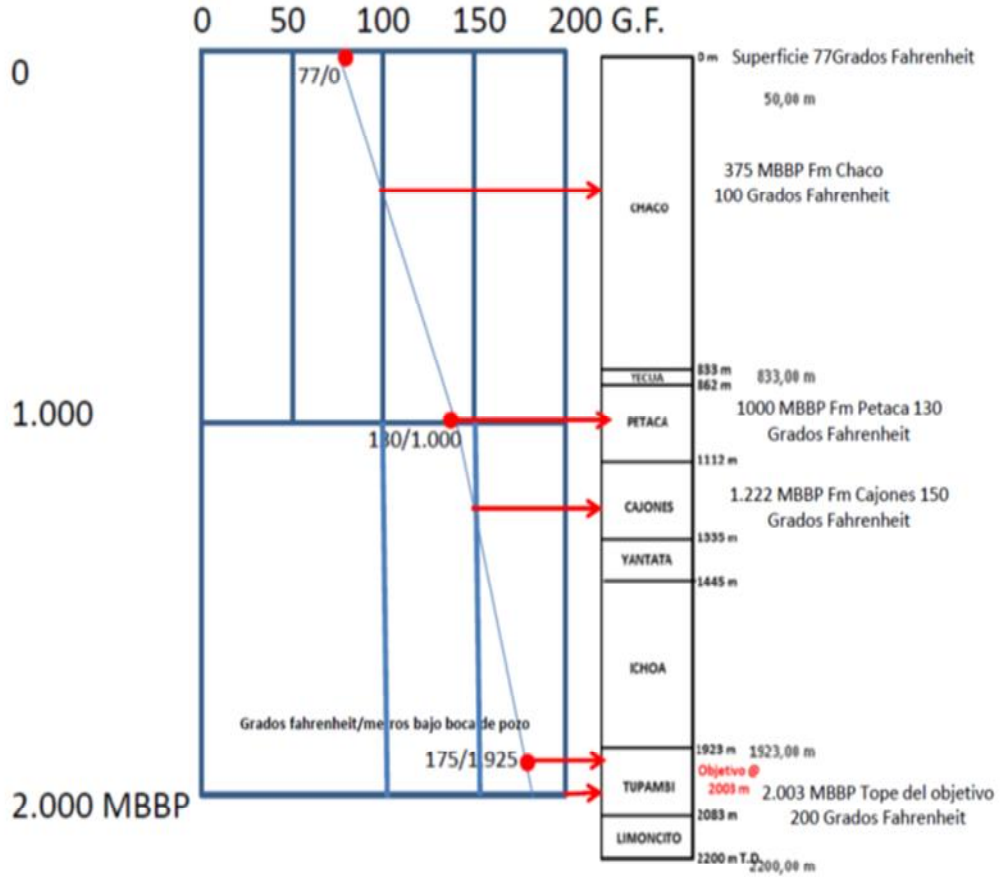 0 50 100 150 200 G.F.
0
1.000
2.000 MBBP
77/0
130/1.000
Grados fahrenheit/metros bajo boca de pozo
175/1.925
0 m
CHACO
833 m
YECUA
862 m
PETACA
1112 m
CAJONES
1335 m
YANTATA
1445 m
ICHOA
1923 m
Objetivo @
2003 m
TUPAMBI
2083 m
LIMONCITO
2200 m T.D.
Superficie 77Grados Fahrenheit
50,00 m
375 MBBP Fm Chaco
100 Grados Fahrenheit
833,00 m
1000 MBBP Fm Petaca 130
Grados Fahrenheit
1.222 MBBP Fm Cajones 150
Grados Fahrenheit
1923,00 m
2.003 MBBP Tope del objetivo
200 Grados Fahrenheit
2200,00 m